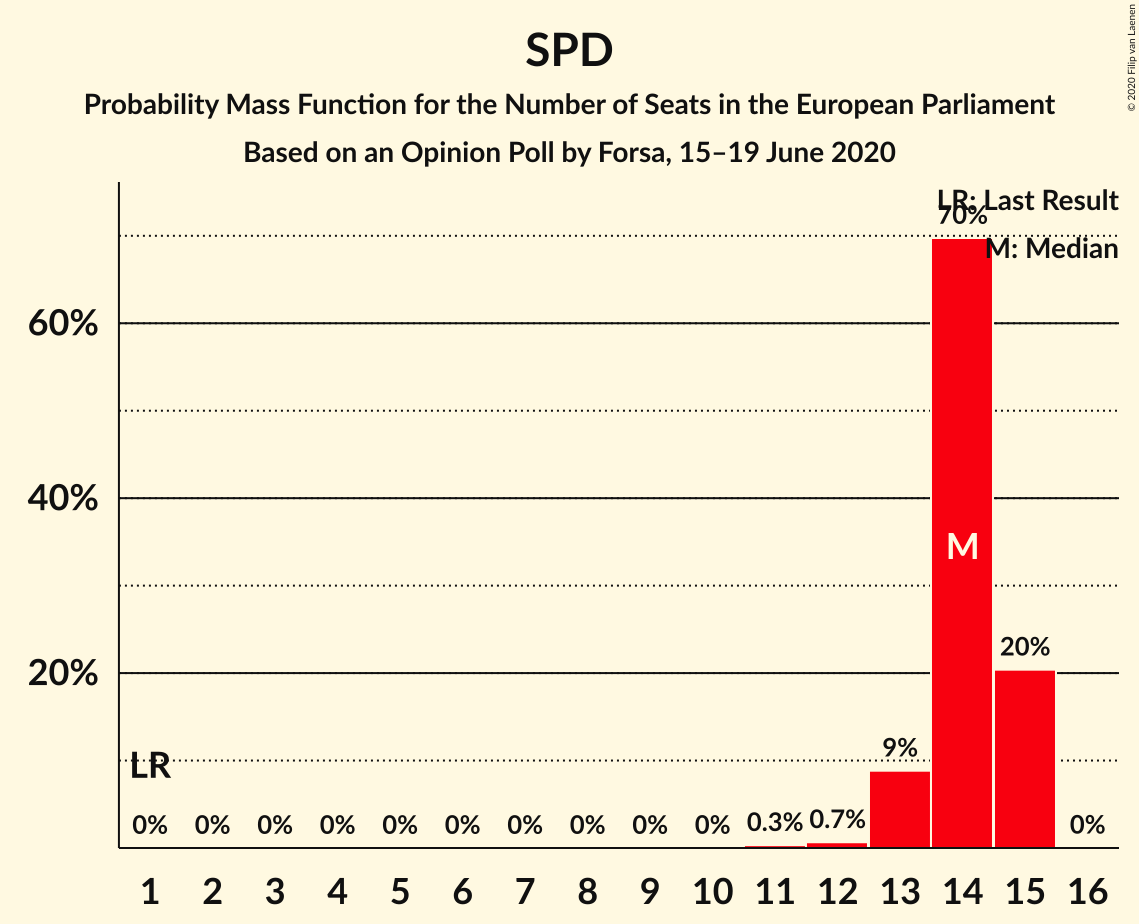 SPD
Probability Mass Function for the Number of Seats in the European Parliament
Based on an Opinion Poll by Forsa, 15–19 June 2020
© 2020 Filip van Laenen
LR: Last Result
M: Median
70%
60%
40%
M
20%
20%
LR
9%
0% 0% 0% 0% 0% 0% 0% 0% 0% 0% 0.3% 0.7% 0%
1 2 3 4 5 6 7 8 9 10 11 12 13 14 15 16